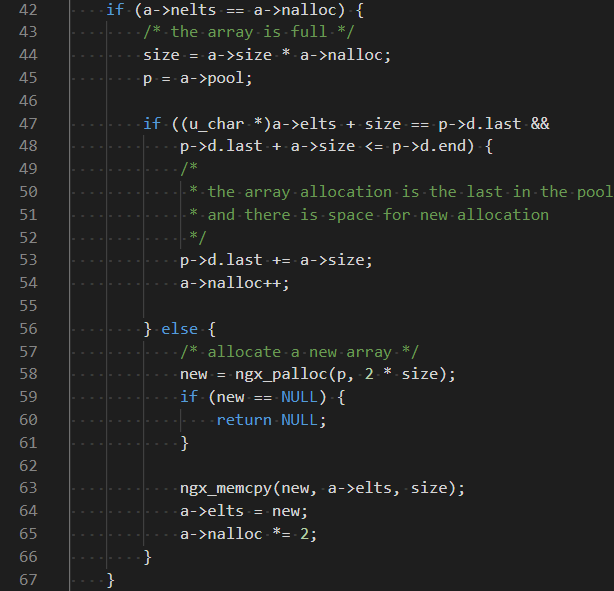 42 if (a->nelts == a->nalloc) {
43 /* the array is full */
44 size = a->size * a->nalloc;
45 p = a->pool;
46
47 if ((u_char *)a->elts + size == p->d.last &&
48 p->d.last + a->size <= p->d.end) {
49 /*
50 * the array allocation is the last in the pool
51 * and there is space for new allocation
52 */
53 p->d.last += a->size;
54 a->nalloc++;
55
56 } else {
57 /* allocate a new array */
58 new = ngx_palloc(p, 2 * size);
59 if (new == NULL) {
60 return NULL;
61 }
62
63 ngx_memcpy(new, a->elts, size);
64 a->elts = new;
65 a->nalloc *= 2;
66 }
67 }